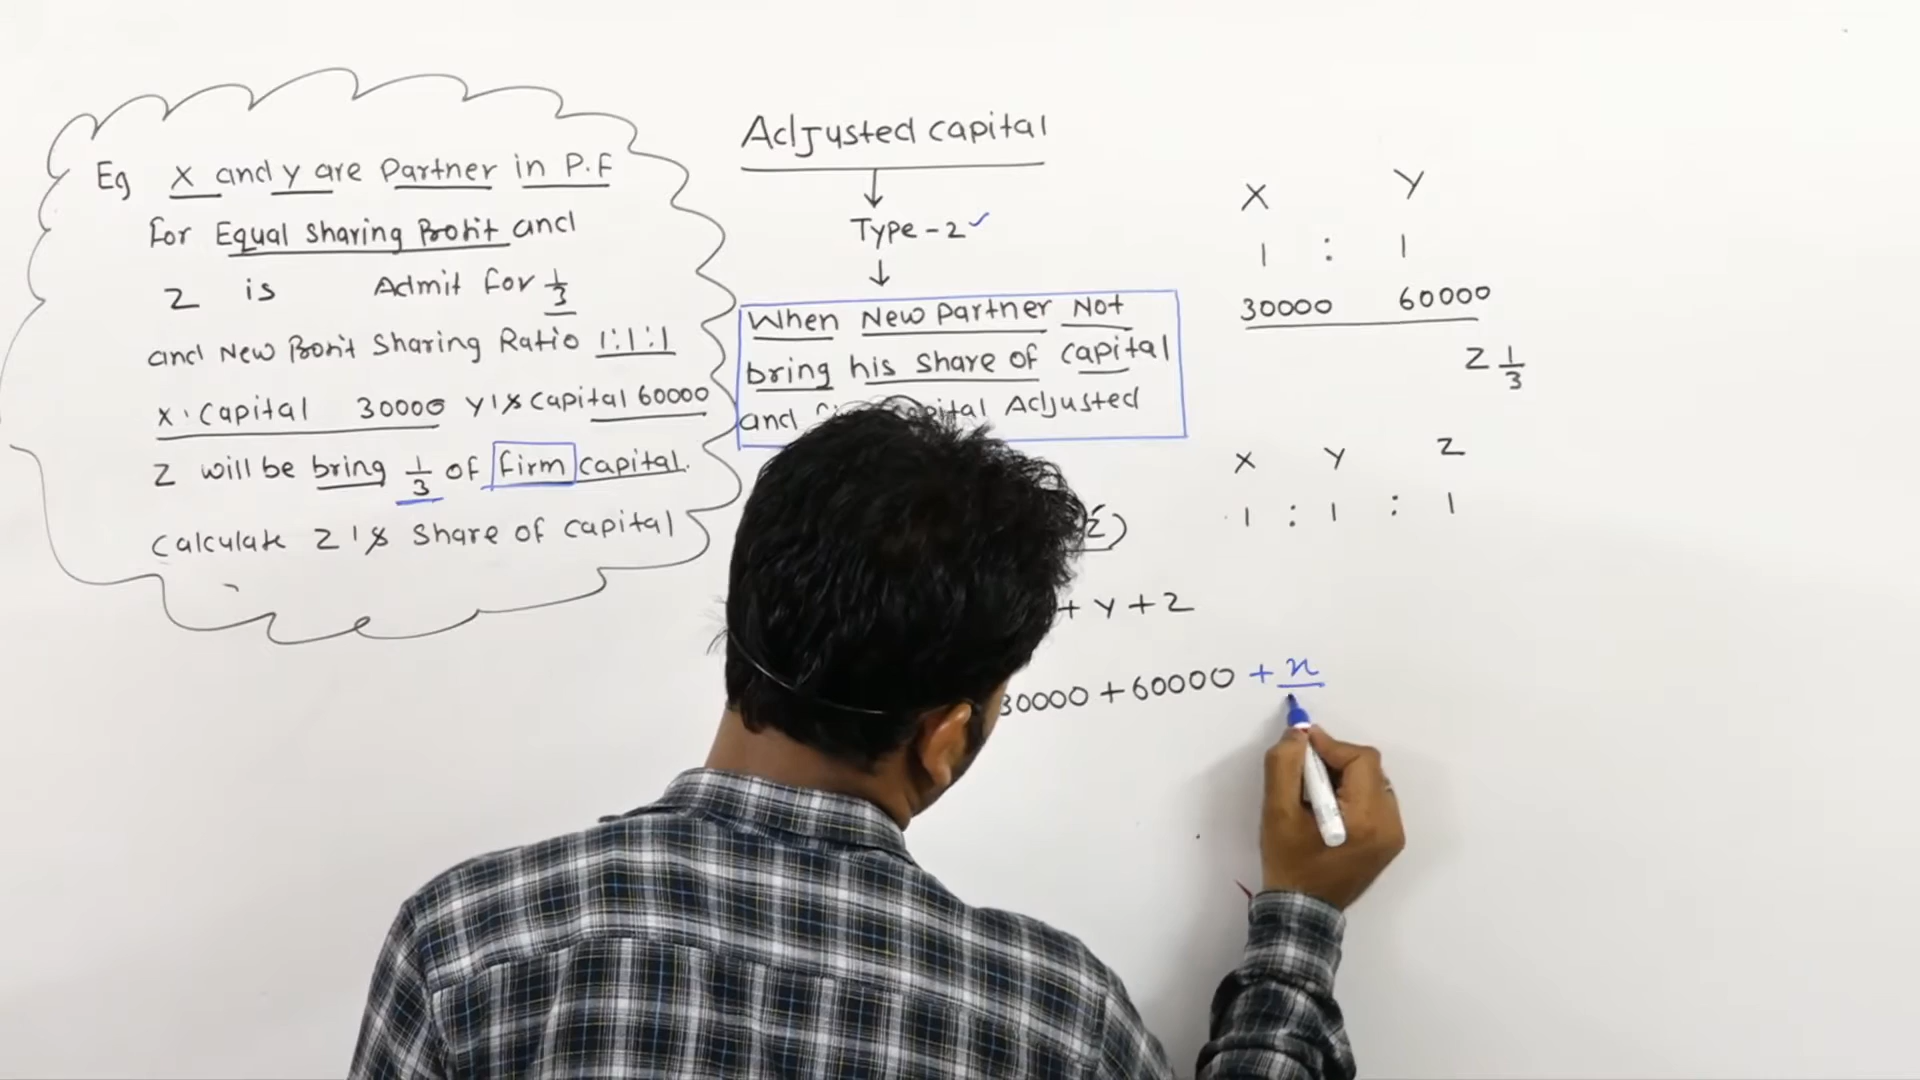 Eg X and y are Partner in P.F
for Equal sharing Profit and
Z is Admit for 1/3
and New Profit Sharing Ratio 1:1:1
X's Capital 30000 Y's Capital 60000
Z will be bring 1/3 of firm capital.
Calculate Z's Share of capital
Adjusted capital
Type-2 ✓
When New Partner Not
bring his share of capital
and capital Adjusted
+ Y + Z
30000 + 60000 + x
X Y
1 : 1
30000 60000
Z 1/3
X Y Z
1 : 1 : 1